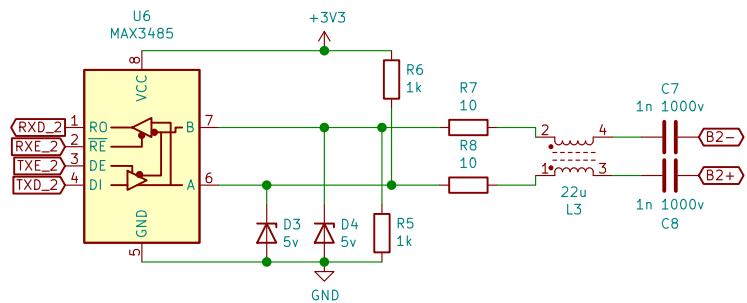 U6
MAX3485
+3V3
8
VCC
R6
1k
R7
10
C7
1n 1000v
RXD_2
1
RO
B
7
2
4
B2-
RXE_2
2
RE
R8
10
TXE_2
3
DE
1
3
B2+
TXD_2
4
DI
A
6
22u
L3
1n 1000v
C8
GND
5
D3
5v
D4
5v
R5
1k
GND